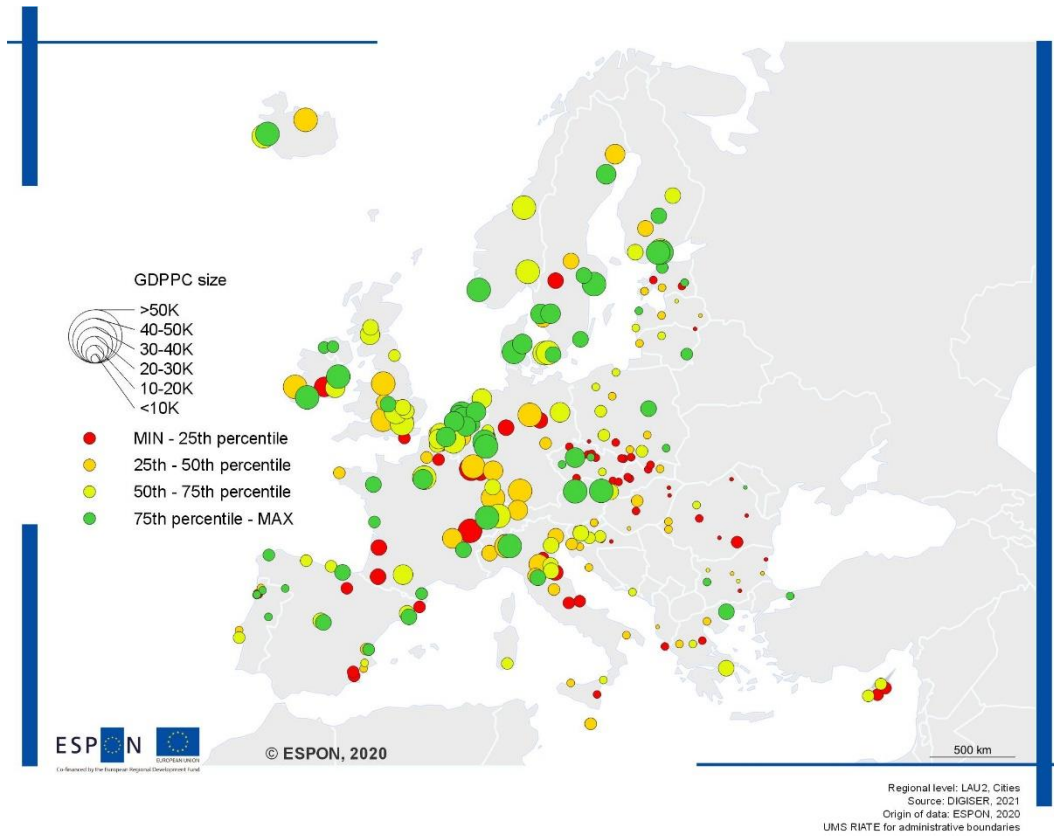 GDPPC size
>50K
40-50K
30-40K
20-30K
10-20K
<10K
MIN - 25th percentile
25th - 50th percentile
50th - 75th percentile
75th percentile - MAX
ESPON
EUROPEAN UNION
Co-financed by the European Regional Development Fund
© ESPON, 2020
500 km
Regional level: LAU2, Cities
Source: DIGISER, 2021
Origin of data: ESPON, 2020
UMS RIATE for administrative boundaries